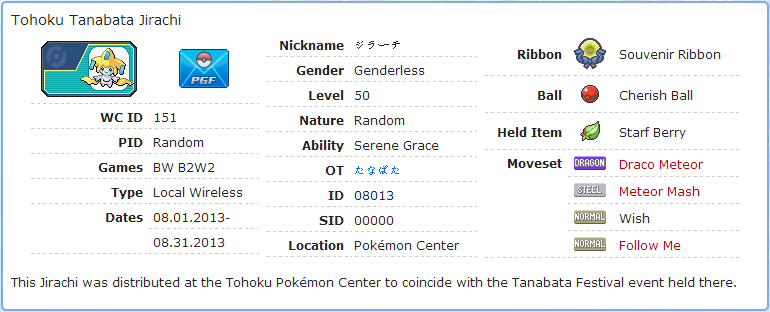 Tohoku Tanabata Jirachi
PGF
WC ID 151
PID Random
Games BW B2W2
Type Local Wireless
Dates 08.01.2013-
08.31.2013
Nickname ジラーチ
Gender Genderless
Level 50
Nature Random
Ability Serene Grace
OT たなばた
ID 08013
SID 00000
Location Pokémon Center
Ribbon Souvenir Ribbon
Ball Cherish Ball
Held Item Starf Berry
Moveset DRAGON Draco Meteor
STEEL Meteor Mash
NORMAL Wish
NORMAL Follow Me
This Jirachi was distributed at the Tohoku Pokémon Center to coincide with the Tanabata Festival event held there.